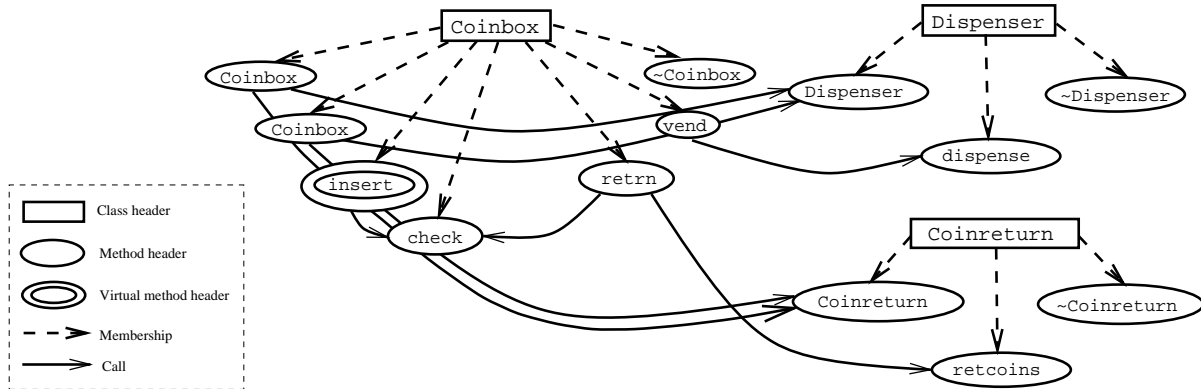 Coinbox
Dispenser
Coinbox
~Coinbox
Dispenser
~Dispenser
Coinbox
vend
dispense
insert
retrn
check
Coinreturn
Coinreturn
~Coinreturn
retcoins
Class header
Method header
Virtual method header
Membership
Call